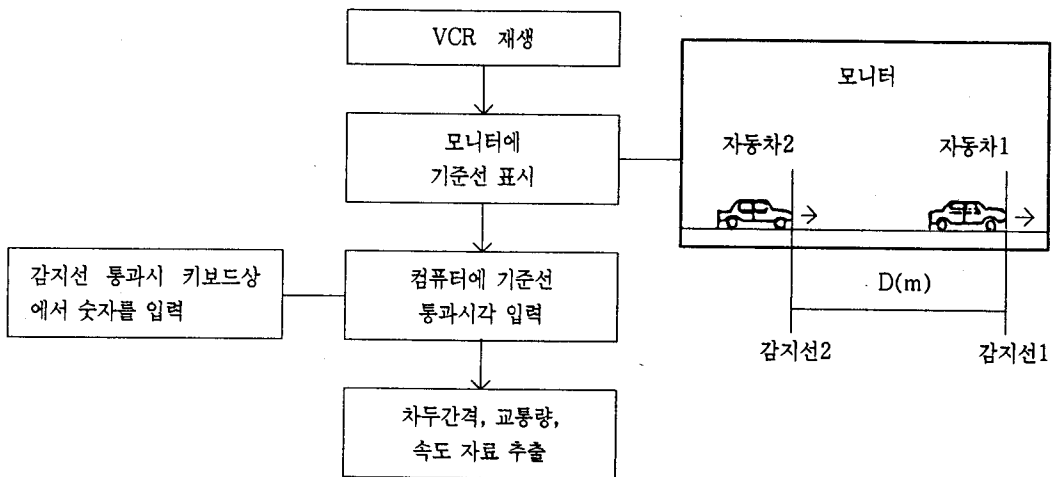 VCR 재생
모니터에
기준선 표시
모니터
자동차2
자동차1
D(m)
감지선2
감지선1
감지선 통과시 키보드상
에서 숫자를 입력
컴퓨터에 기준선
통과시각 입력
차두간격, 교통량,
속도 자료 추출